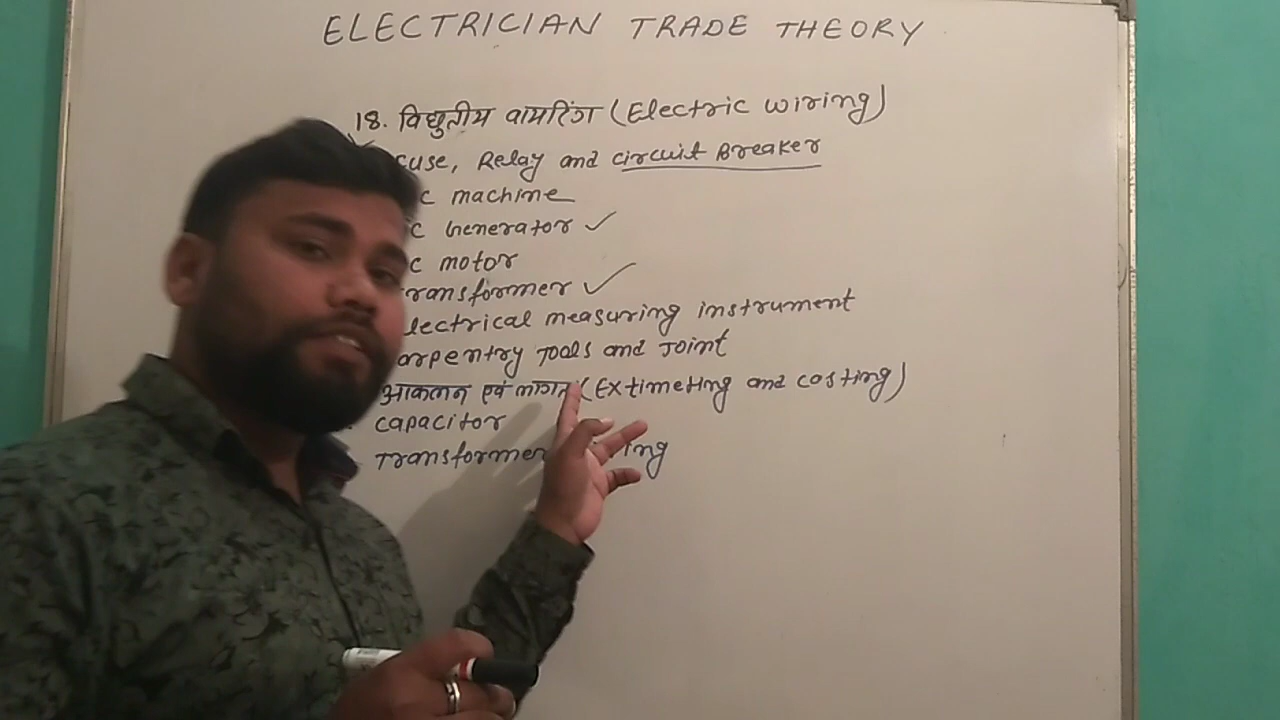 ELECTRICIAN TRADE THEORY
18. विद्युतीय वायरिंग (Electric wiring)
use, Relay and circuit Breaker
c machine
c Generator ✓
c motor
ransformer ✓
lectrical measuring instrument
arpentry Tools and Joint
आकलन एवं लागत (Extimeting and costing)
capacitor
Transformer